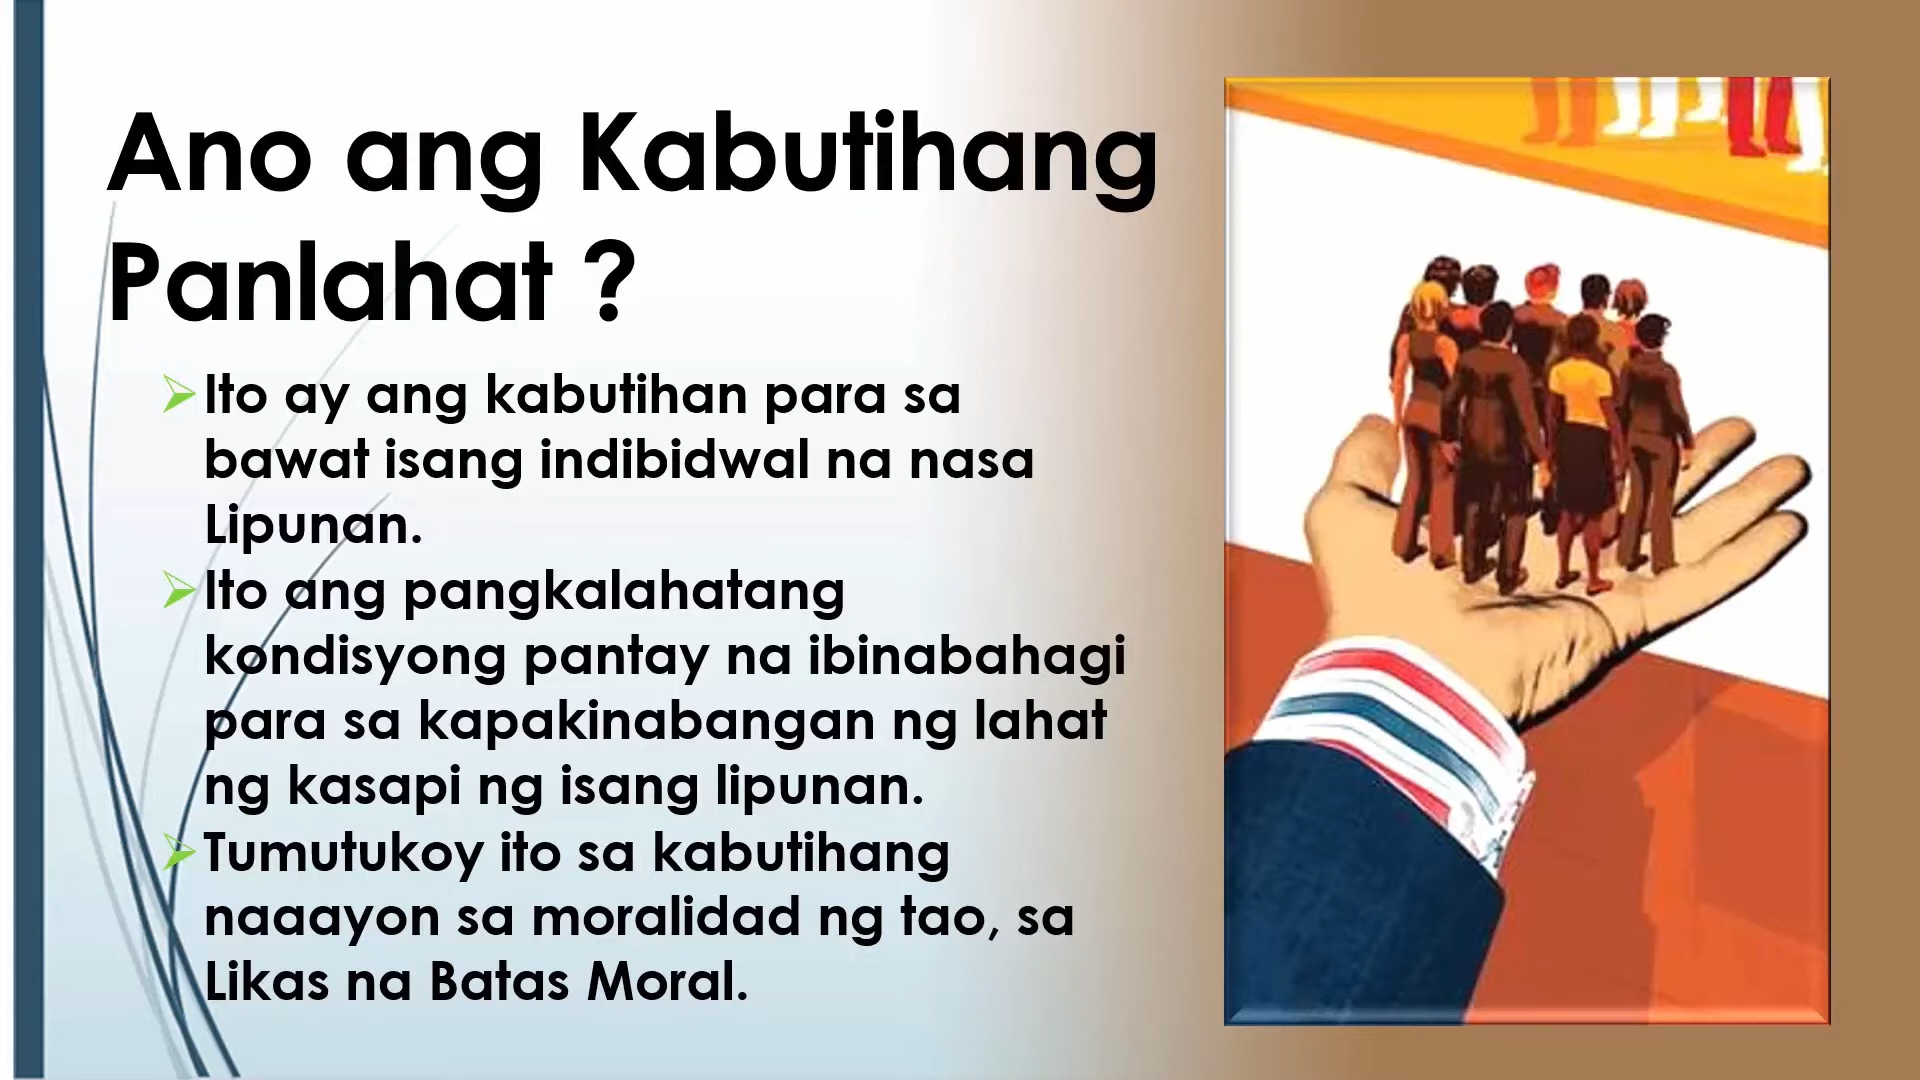 Ano ang Kabutihang
Panlahat ?
Ito ay ang kabutihan para sa
bawat isang indibidwal na nasa
Lipunan.
Ito ang pangkalahatang
kondisyong pantay na ibinabahagi
para sa kapakinabangan ng lahat
ng kasapi ng isang lipunan.
Tumutukoy ito sa kabutihang
naaayon sa moralidad ng tao, sa
Likas na Batas Moral.